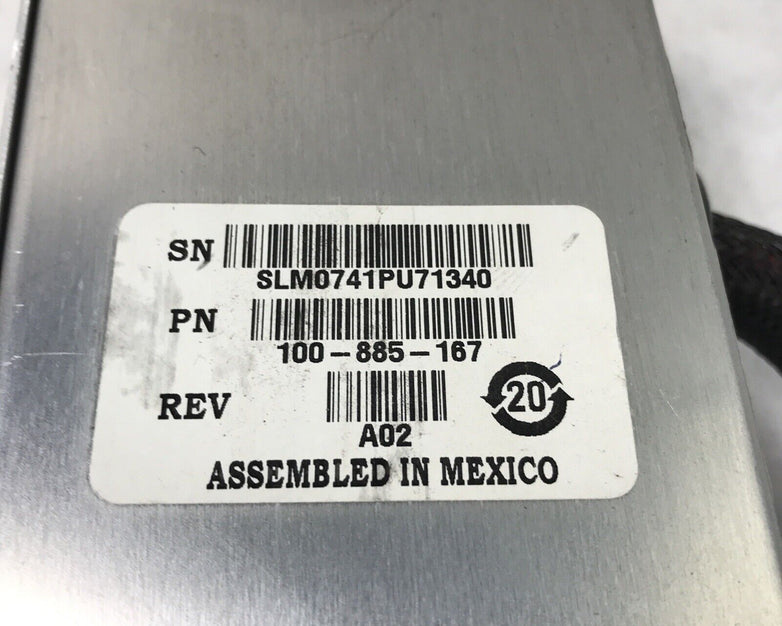 SN
SLM0741PU71340
PN
100-885-167
REV
A02
20
ASSEMBLED IN MEXICO